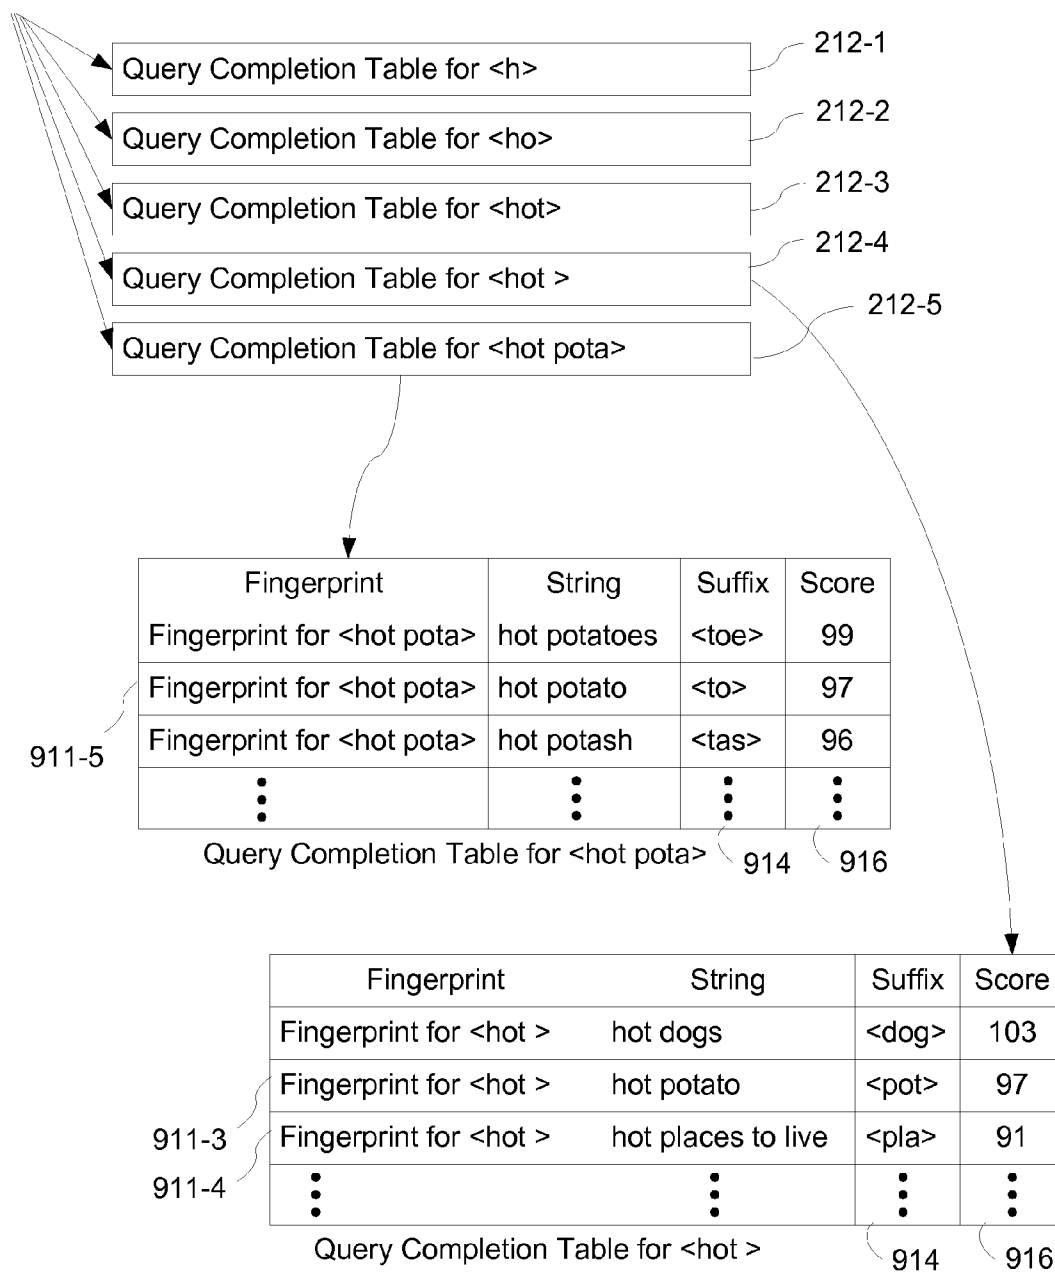 212-1
Query Completion Table for <h>
212-2
Query Completion Table for <ho>
212-3
Query Completion Table for <hot>
212-4
Query Completion Table for <hot >
212-5
Query Completion Table for <hot pota>
Fingerprint String Suffix Score
Fingerprint for <hot pota> hot potatoes <toe> 99
Fingerprint for <hot pota> hot potato <to> 97
Fingerprint for <hot pota> hot potash <tas> 96
911-5
Query Completion Table for <hot pota>
914
916
Fingerprint String Suffix Score
Fingerprint for <hot > hot dogs <dog> 103
Fingerprint for <hot > hot potato <pot> 97
911-3
Fingerprint for <hot > hot places to live <pla> 91
911-4
Query Completion Table for <hot >
914
916